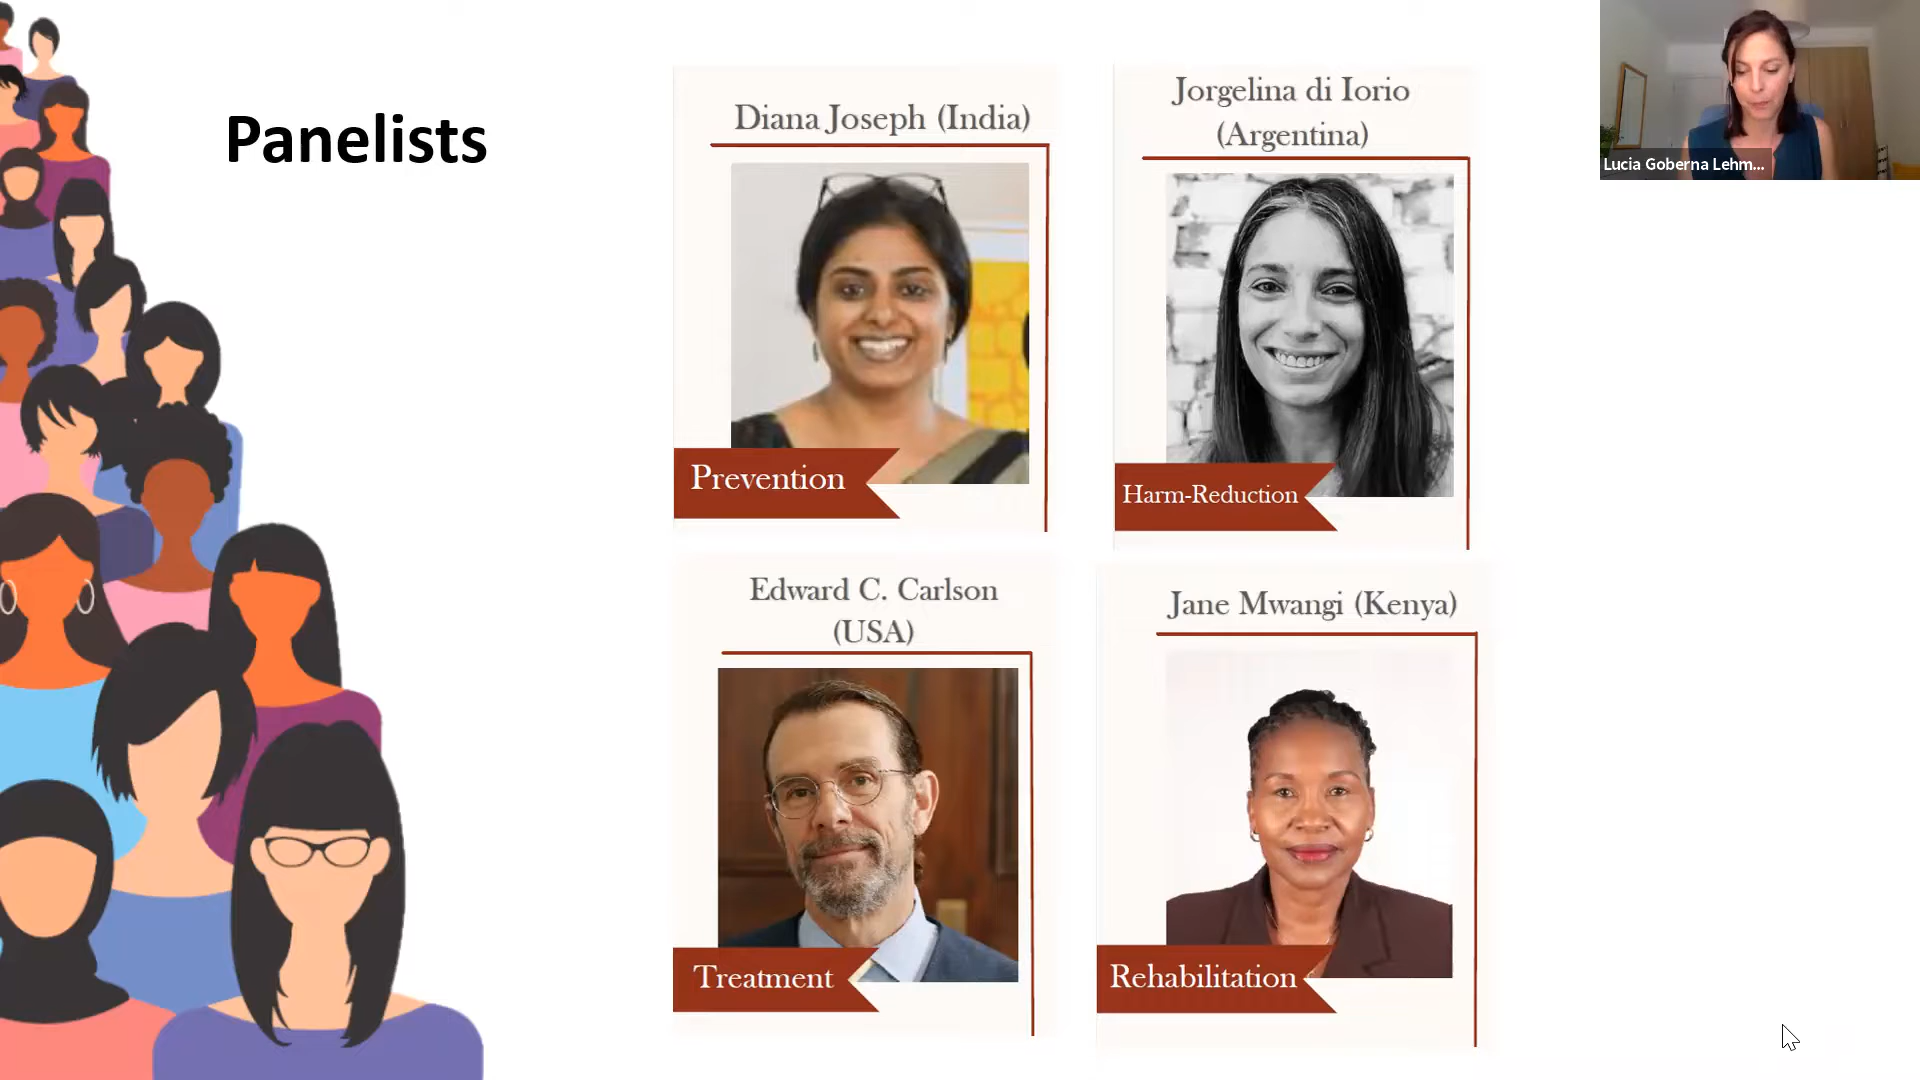 Panelists
Diana Joseph (India)
Prevention
Jorgelina di Iorio
(Argentina)
Harm-Reduction
Edward C. Carlson
(USA)
Treatment
Jane Mwangi (Kenya)
Rehabilitation
Lucia Goberna Lehm...